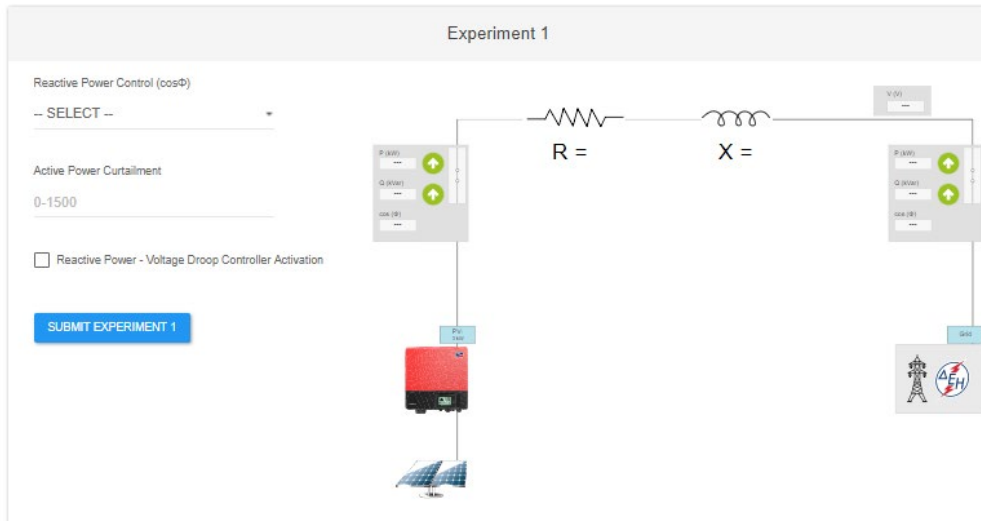 Experiment 1
Reactive Power Control (cosΦ)
-- SELECT --
Active Power Curtailment
0-1500
Reactive Power - Voltage Droop Controller Activation
SUBMIT EXPERIMENT 1
V (V)
---
R =
X =
P (kW)
---
Q (kVar)
---
cos (Φ)
---
P (kW)
---
Q (kVar)
---
cos (Φ)
---
Grid
ΔEH